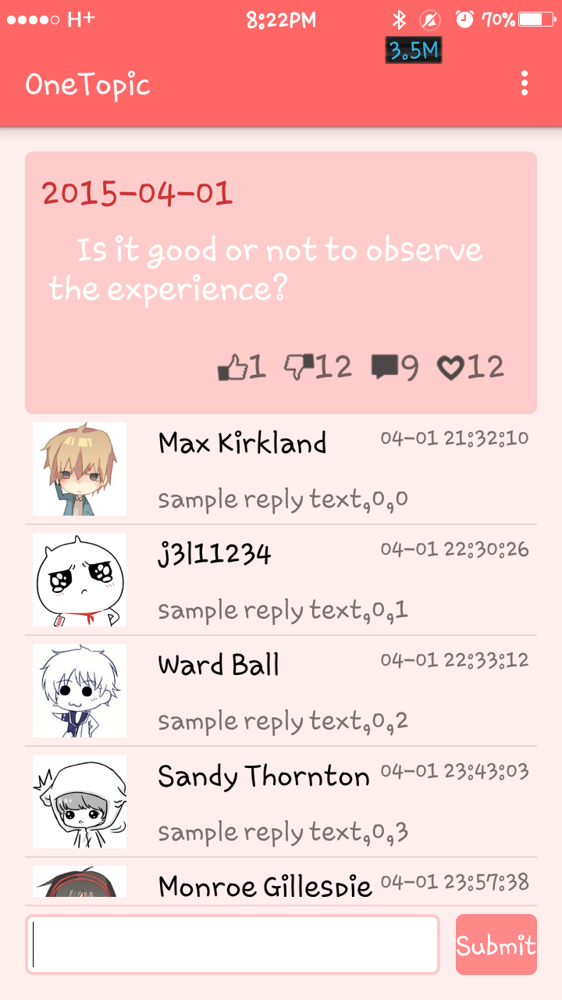 H+ 8:22PM 70%
3.5M
OneTopic
2015-04-01
Is it good or not to observe
the experience?
1 12 9 12
Max Kirkland 04-01 21:32:10
sample reply text,0,0
j3l11234 04-01 22:30:26
sample reply text,0,1
Ward Ball 04-01 22:33:12
sample reply text,0,2
Sandy Thornton 04-01 23:43:03
sample reply text,0,3
Monroe Gillespie 04-01 23:57:38
Submit